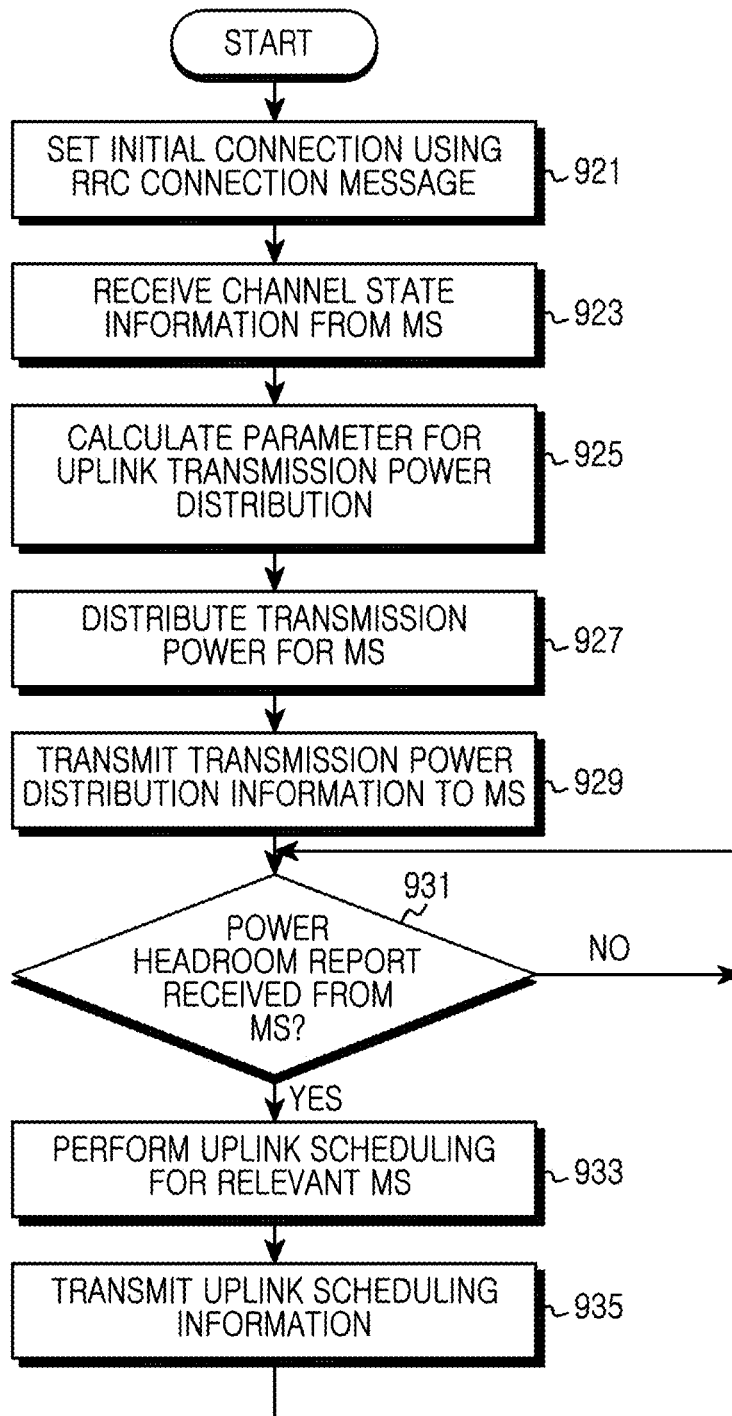 START
SET INITIAL CONNECTION USING
RRC CONNECTION MESSAGE
921
RECEIVE CHANNEL STATE
INFORMATION FROM MS
923
CALCULATE PARAMETER FOR
UPLINK TRANSMISSION POWER
DISTRIBUTION
925
DISTRIBUTE TRANSMISSION
POWER FOR MS
927
TRANSMIT TRANSMISSION POWER
DISTRIBUTION INFORMATION TO MS
929
931
POWER
HEADROOM REPORT
RECEIVED FROM
MS?
NO
YES
PERFORM UPLINK SCHEDULING
FOR RELEVANT MS
933
TRANSMIT UPLINK SCHEDULING
INFORMATION
935